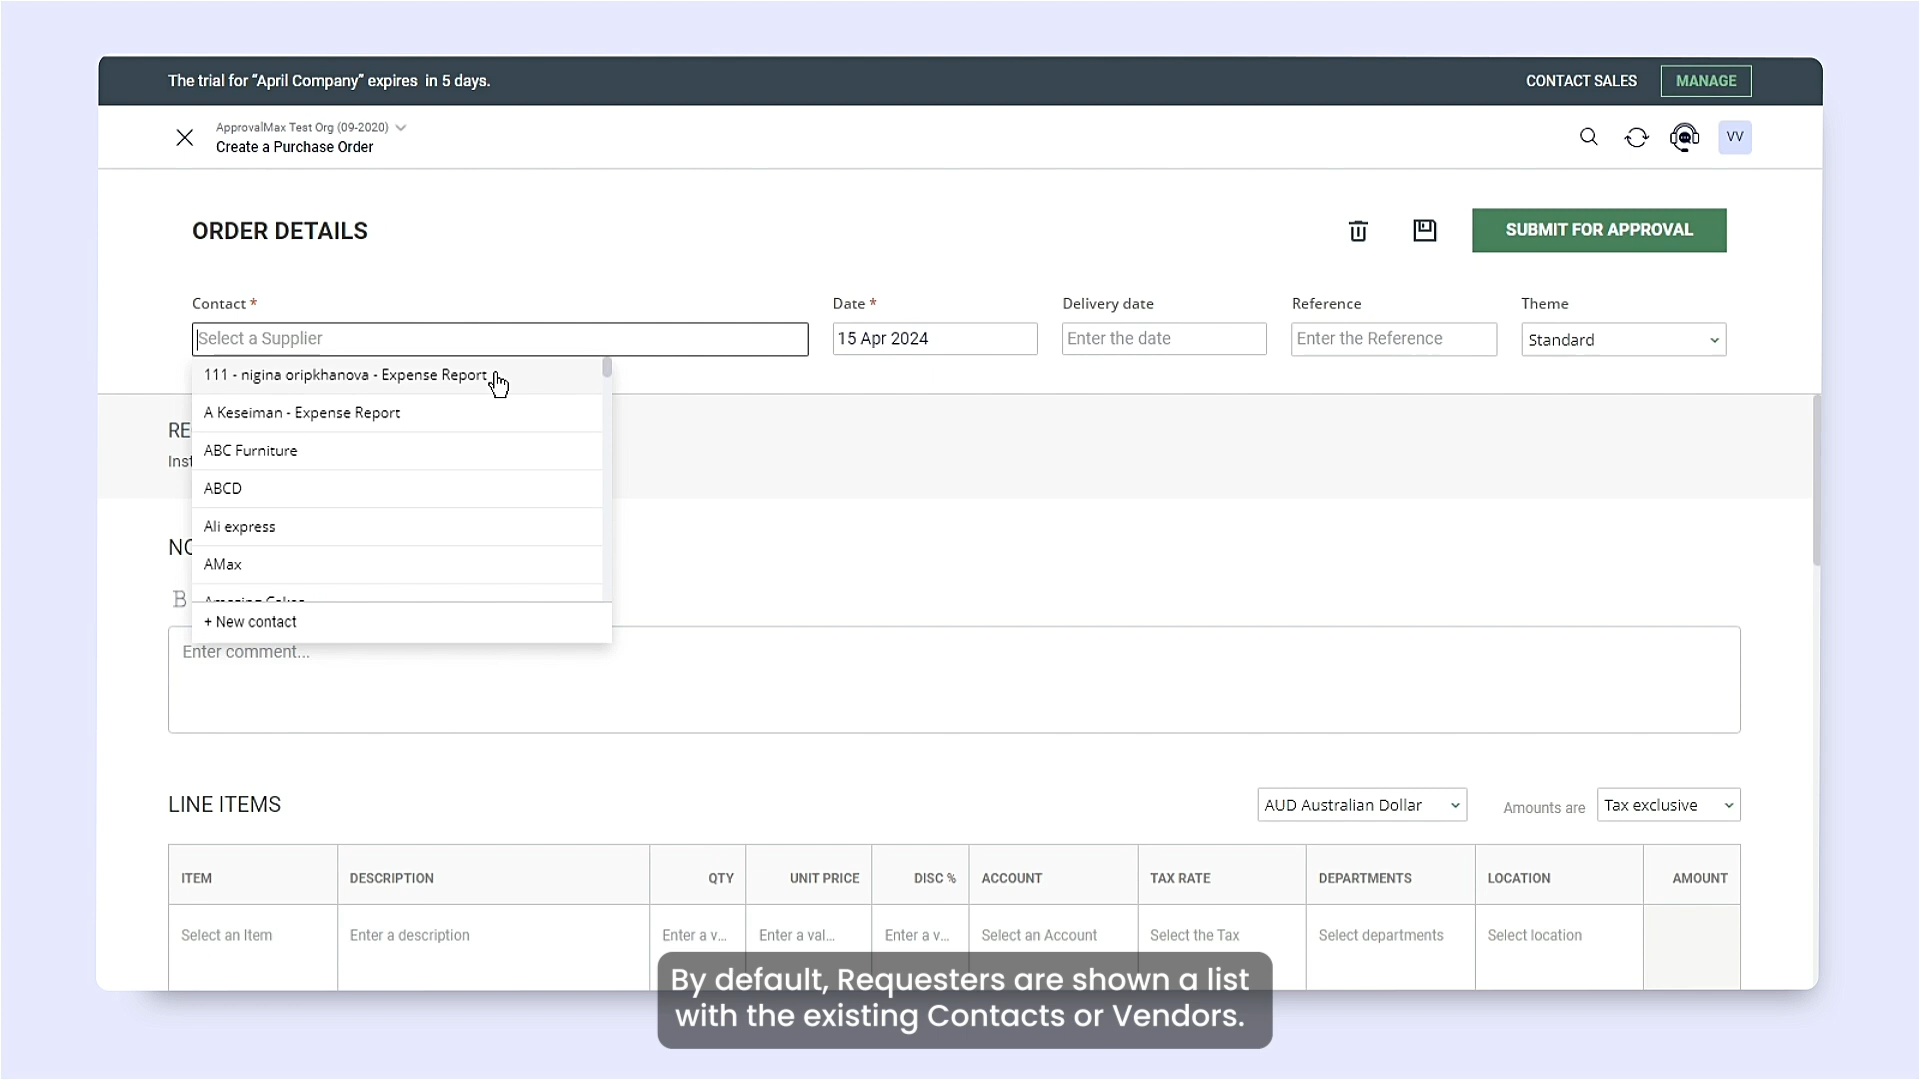 The trial for “April Company” expires in 5 days.
CONTACT SALES
MANAGE
ApprovalMax Test Org (09-2020)
Create a Purchase Order
VV
ORDER DETAILS
SUBMIT FOR APPROVAL
Contact *
Date *
Delivery date
Reference
Theme
Select a Supplier
15 Apr 2024
Enter the date
Enter the Reference
Standard
111 - nigina oripkhanova - Expense Report
A Keseiman - Expense Report
RE
ABC Furniture
Inst
ABCD
Ali express
NO
AMax
B
+ New contact
Enter comment...
LINE ITEMS
AUD Australian Dollar
Amounts are
Tax exclusive
ITEM
DESCRIPTION
QTY
UNIT PRICE
DISC %
ACCOUNT
TAX RATE
DEPARTMENTS
LOCATION
AMOUNT
Select an Item
Enter a description
Enter a v...
Enter a val...
Enter a v...
Select an Account
Select the Tax
Select departments
Select location
By default, Requesters are shown a list
with the existing Contacts or Vendors.